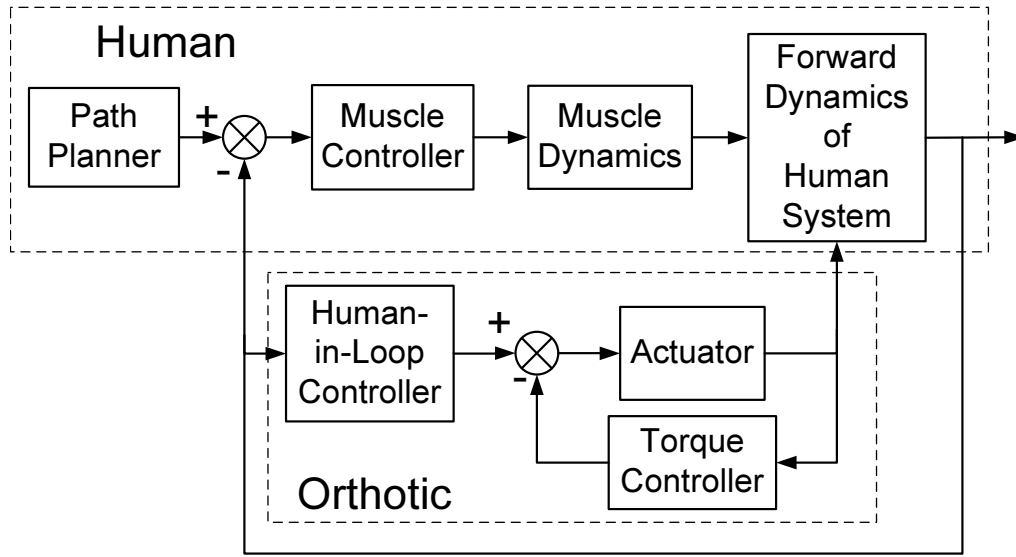 Human
Path
Planner
+
-
Muscle
Controller
Muscle
Dynamics
Forward
Dynamics
of
Human
System
Human-
in-Loop
Controller
+
-
Actuator
Torque
Controller
Orthotic